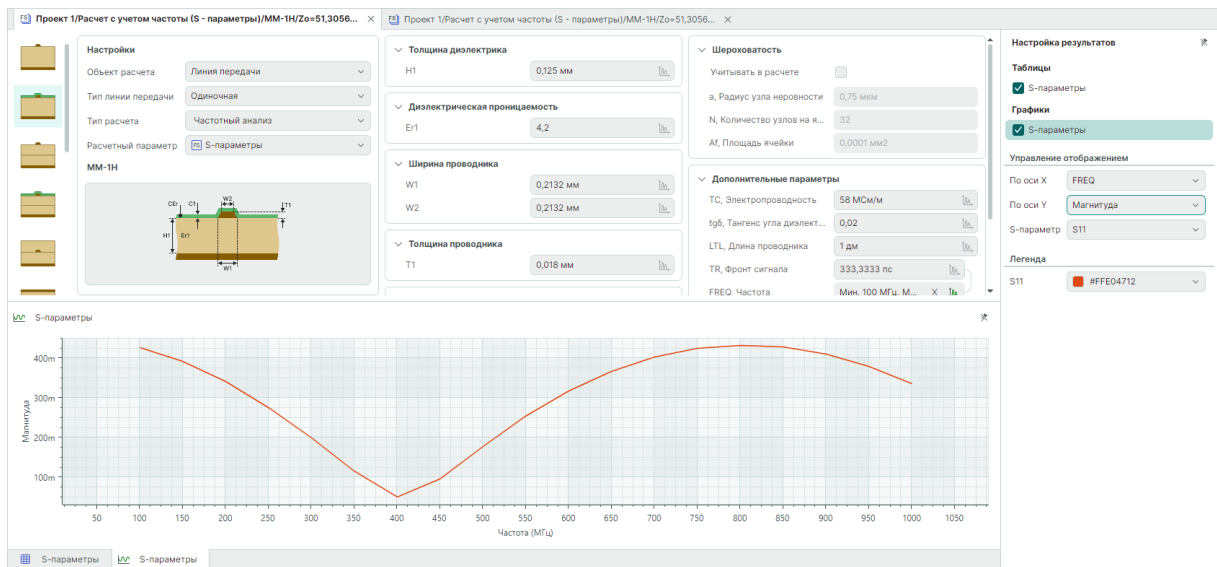 Проект 1/Расчет с учетом частоты (S - параметры)/MM-1H/Zo=51,3056... ×
Проект 1/Расчет с учетом частоты (S - параметры)/MM-1H/Zo=51,3056... ×
Настройки
Объект расчета Линия передачи
Тип линии передачи Одиночная
Тип расчета Частотный анализ
Расчетный параметр FS S-параметры
MM-1H
CEr C1 W2 T1
H1 Er1
W1
Толщина диэлектрика
H1 0,125 мм
Диэлектрическая проницаемость
Er1 4,2
Ширина проводника
W1 0,2132 мм
W2 0,2132 мм
Толщина проводника
T1 0,018 мм
Шероховатость
Учитывать в расчете
a, Радиус узла неровности 0,75 мкм
N, Количество узлов на я... 32
Af, Площадь ячейки 0,0001 мм2
Дополнительные параметры
TC, Электропроводность 58 МСм/м
tgδ, Тангенс угла диэлект... 0,02
LTL, Длина проводника 1 дм
TR, Фронт сигнала 333,3333 пс
FREQ, Частота Мин. 100 МГц, М... X
Настройка результатов
Таблицы
S-параметры
Графики
S-параметры
Управление отображением
По оси X FREQ
По оси Y Магнитуда
S-параметр S11
Легенда
S11 #FFE04712
S-параметры
Магнитуда
400m
300m
200m
100m
50 100 150 200 250 300 350 400 450 500 550 600 650 700 750 800 850 900 950 1000 1050
Частота (МГц)
S-параметры S-параметры